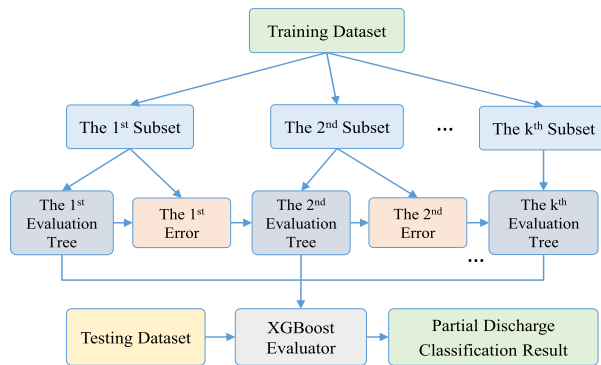 Training Dataset
The 1st Subset
The 2nd Subset
...
The kth Subset
The 1st
Evaluation
Tree
The 1st
Error
The 2nd
Evaluation
Tree
The 2nd
Error
The kth
Evaluation
Tree
...
Testing Dataset
XGBoost
Evaluator
Partial Discharge
Classification Result